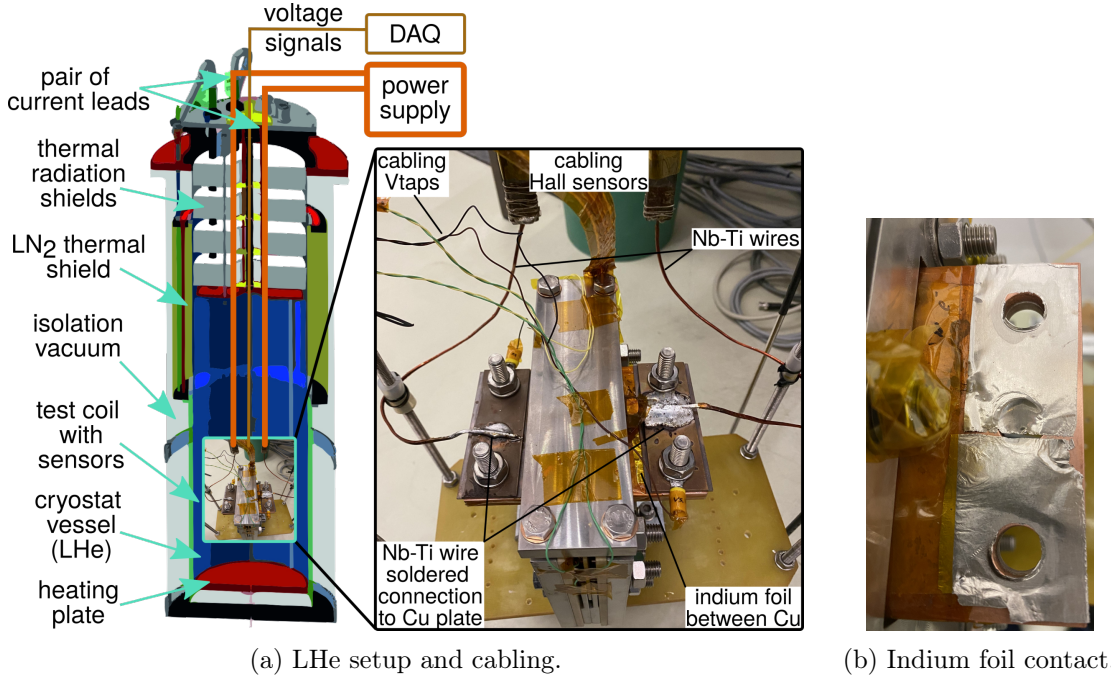 voltage
signals
DAQ
power
supply
pair of
current leads
thermal
radiation
shields
LN2 thermal
shield
isolation
vacuum
test coil
with
sensors
cryostat
vessel
(LHe)
heating
plate
cabling
Vtaps
cabling
Hall sensors
Nb-Ti wires
Nb-Ti wire
soldered
connection
to Cu plate
indium foil
between Cu
(a) LHe setup and cabling.
(b) Indium foil contact.